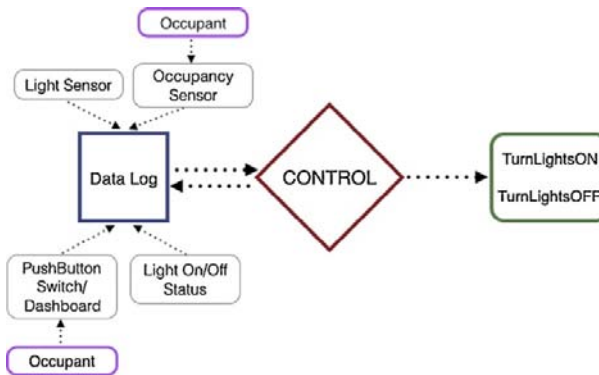 Occupant
Light Sensor
Occupancy
Sensor
Data Log
CONTROL
TurnLightsON
TurnLightsOFF
PushButton
Switch/
Dashboard
Light On/Off
Status
Occupant